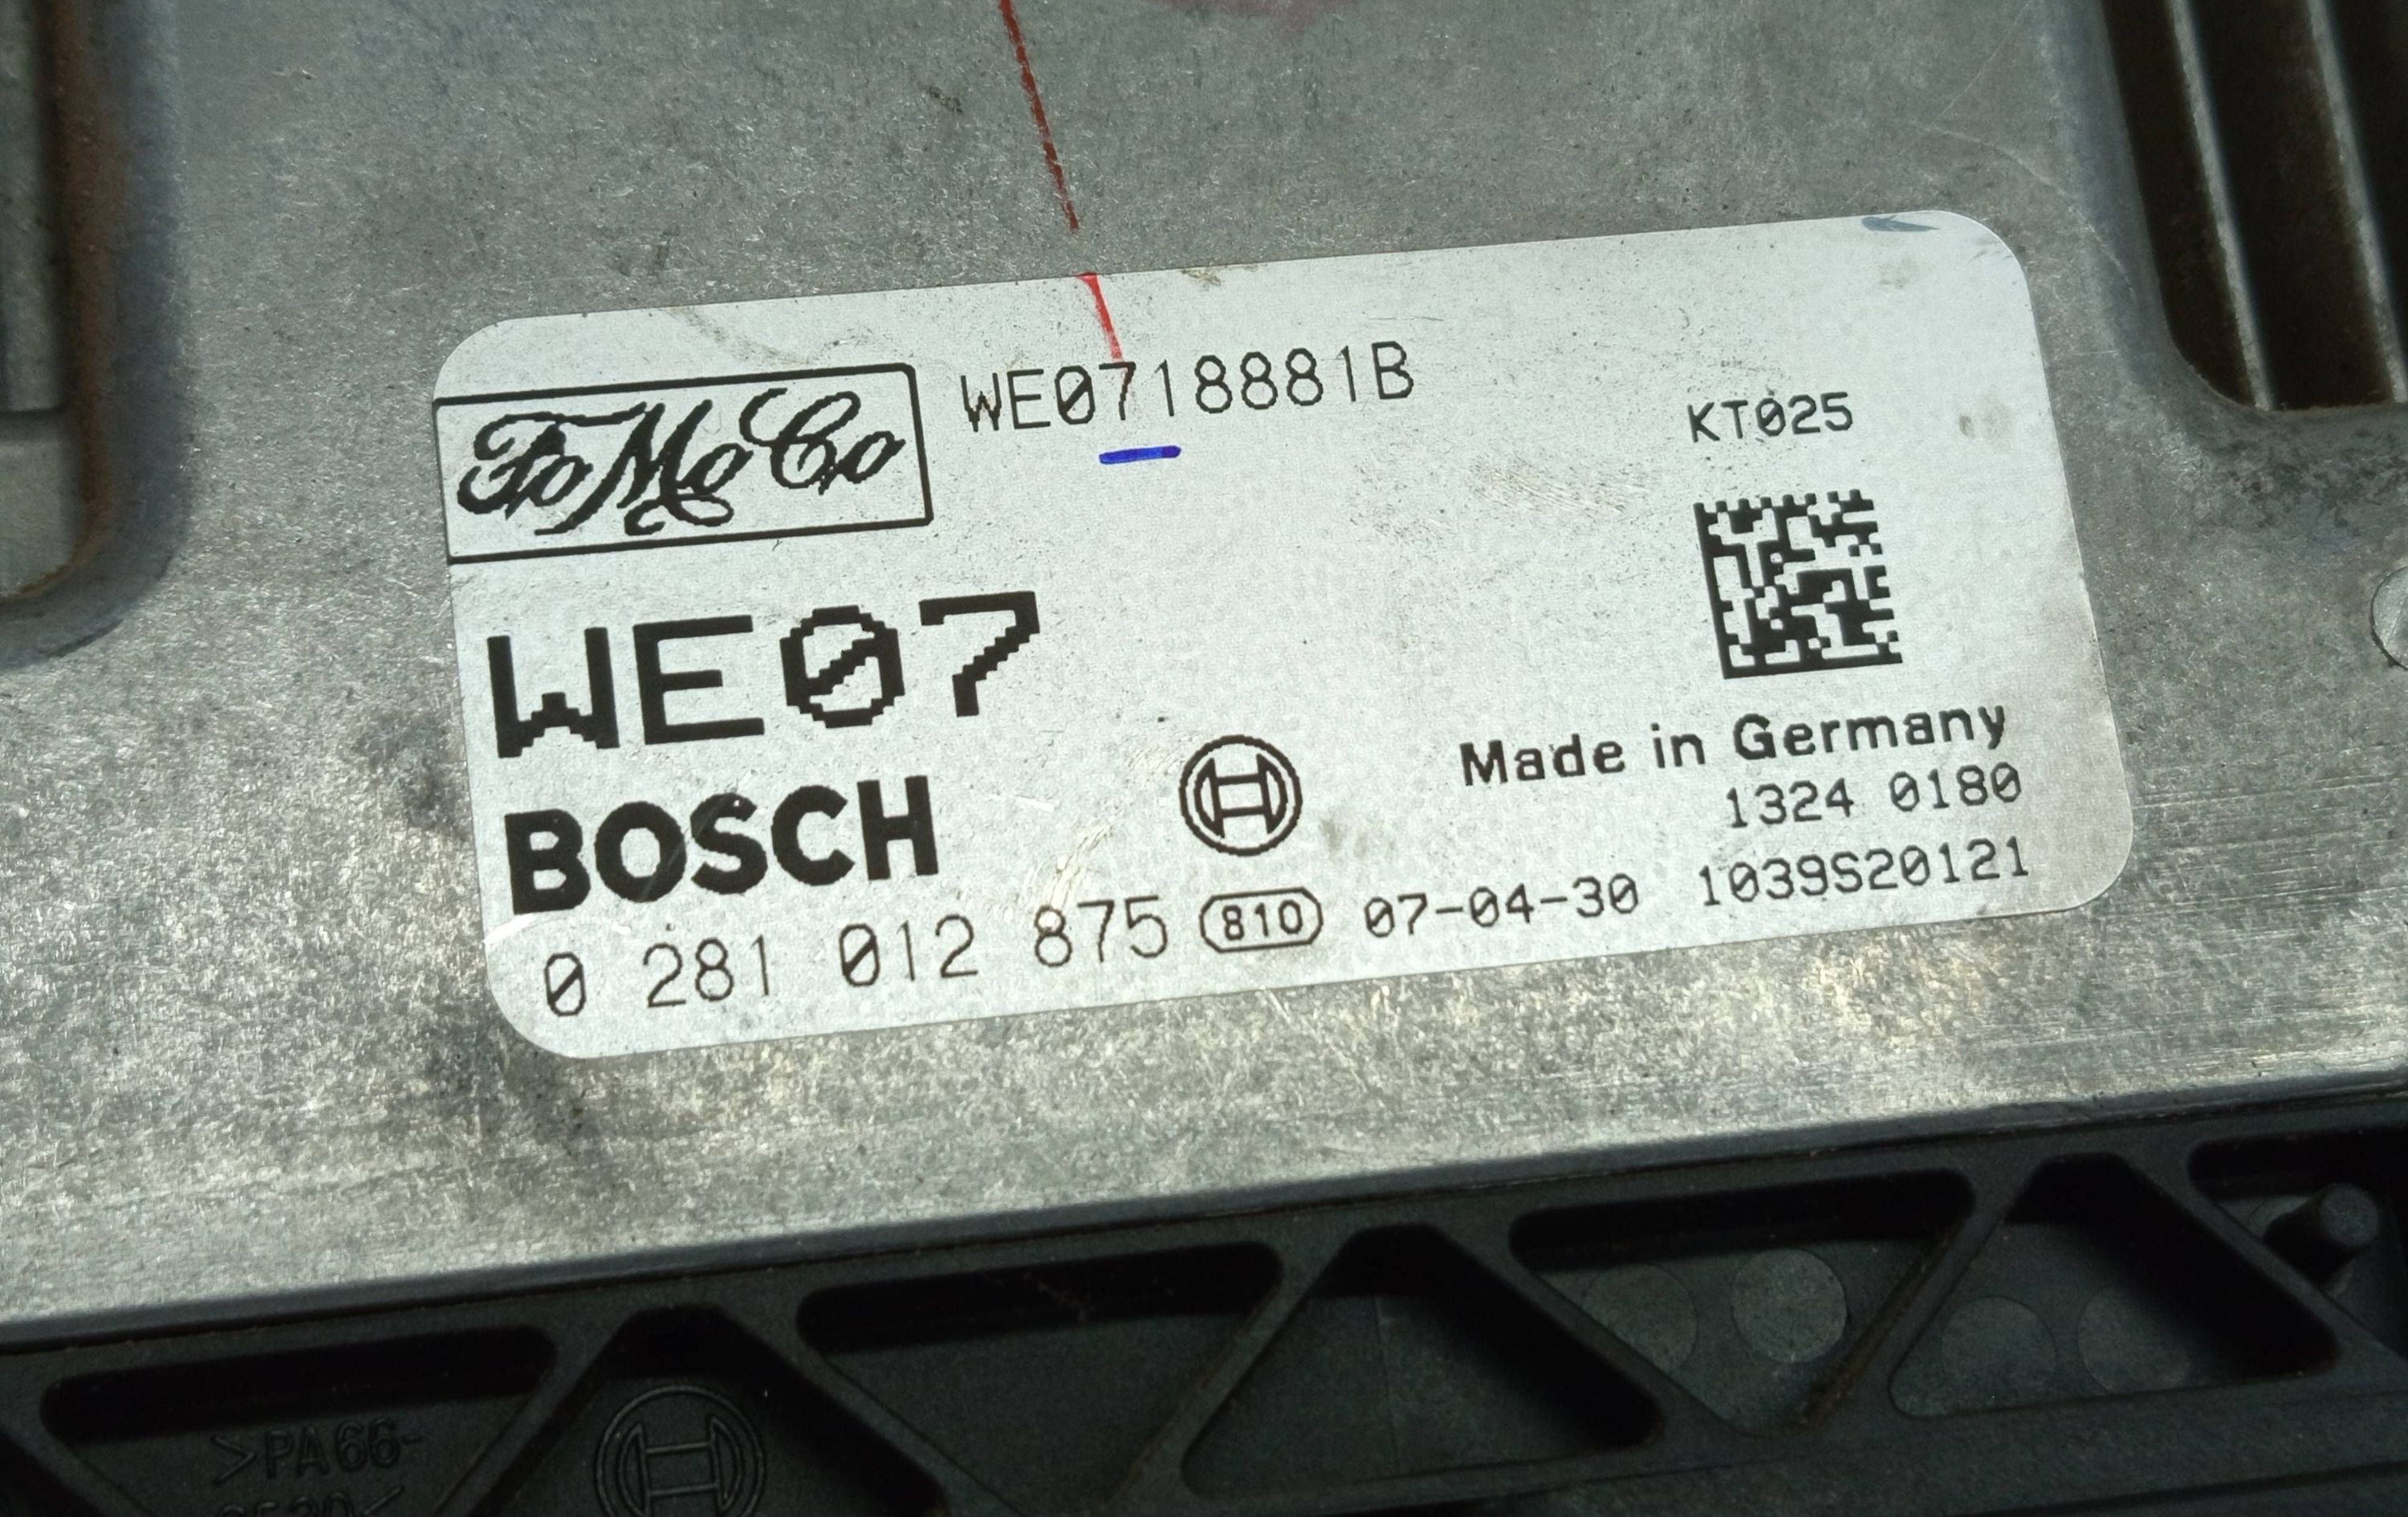 FoMoCo WE0718881B
KT025
WE07
Made in Germany
BOSCH
1324 0180
0 281 012 875 810 07-04-30 1039S20121
>PA66-